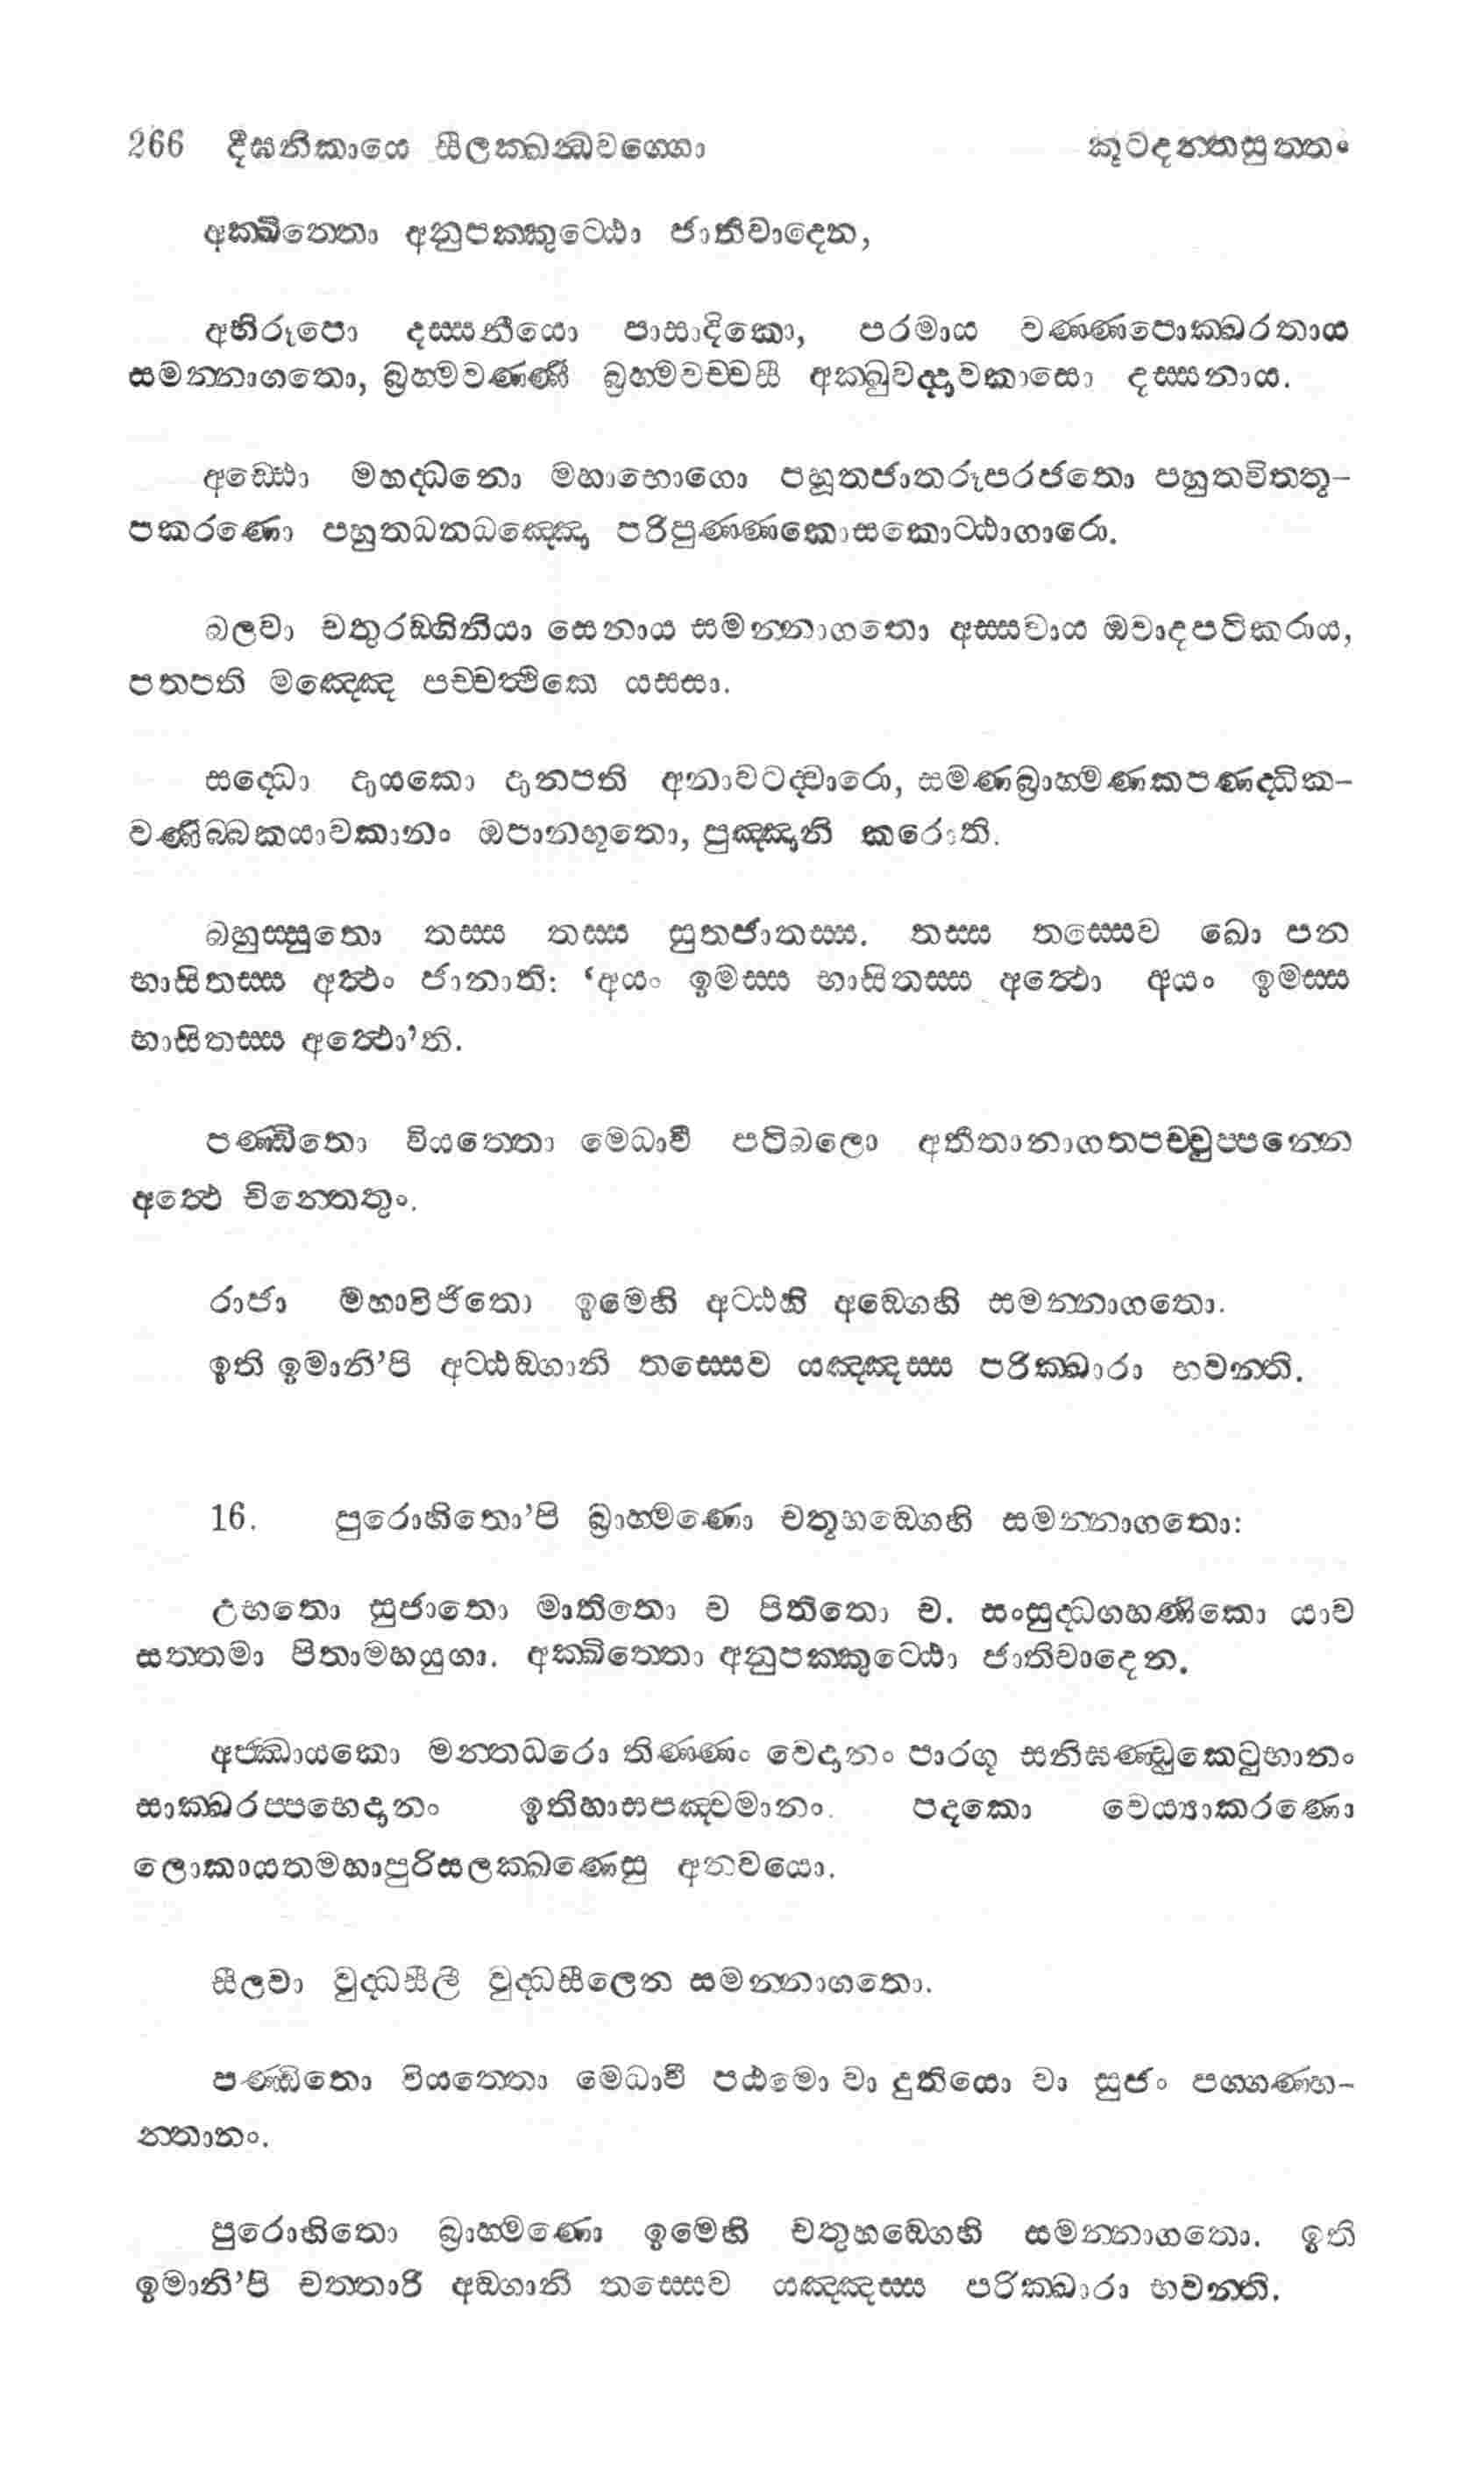 266 දීඝනිකායෙ සීලක්ඛන්ධවග්ගො කූටදන්තසුත්තං
අක්ඛිත්තො අනුපක්කුට්ඨො ජාතිවාදෙන,
අභිරූපො දස්සනීයො පාසාදිකො, පරමාය වණ්ණපොක්ඛරතාය
සමන්නාගතො, බ්‍රහ්මවණ්ණී බ්‍රහ්මවච්චසී අක්ඛුද්දාවකාසො දස්සනාය.
අඩ්ඪො මහද්ධනො මහාභොගො පහූතජාතරූපරජතො පහුතවිත්තූ-
පකරණො පහුතධනධඤ්ඤො පරිපුණ්ණකොසකොට්ඨාගාරො.
බලවා චතුරඞ්ගිනියා සෙනාය සමන්නාගතො අස්සවාය ඔවාදපටිකරාය,
පතපති මඤ්ඤෙ පච්චත්ථිකෙ යසසා.
සද්ධො දායකො දානපති අනාවටද්වාරො, සමණබ්‍රාහ්මණකපණද්ධික-
වණිබ්බකයාචකානං ඔපානභූතො, පුඤ්ඤානි කරොති.
බහුස්සුතො තස්ස තස්ස සුතජාතස්ස. තස්ස තස්සෙව ඛො පන
භාසිතස්ස අත්ථං ජානාති: ‘අයං ඉමස්ස භාසිතස්ස අත්ථො අයං ඉමස්ස
භාසිතස්ස අත්ථො’ති.
පණ්ඩිතො වියත්තො මෙධාවී පටිබලො අතීතානාගතපච්චුප්පන්නෙ
අත්ථෙ චින්තෙතුං.
රාජා මහාවිජිතො ඉමෙහි අට්ඨහි අඞ්ගෙහි සමන්නාගතො.
ඉති ඉමානි’පි අට්ඨඞ්ගානි තස්සෙව යඤ්ඤස්ස පරික්ඛාරා භවන්ති.
16. පුරොහිතො’පි බ්‍රාහ්මණො චතූහඞ්ගෙහි සමන්නාගතො:
උභතො සුජාතො මාතිතො ච පිතිතො ච. සංසුද්ධගහණිකො යාව
සත්තමා පිතාමහයුගා. අක්ඛිත්තො අනුපක්කුට්ඨො ජාතිවාදෙන.
අජ්ඣායකො මන්තධරො තිණ්ණං වෙදානං පාරගූ සනිඝණ්ඩුකෙටුභානං
සාක්ඛරප්පභෙදානං ඉතිහාසපඤ්චමානං. පදකො වෙය්‍යාකරණො
ලොකායතමහාපුරිසලක්ඛණෙසු අනවයො.
සීලවා වුද්ධසීලී වුද්ධසීලෙන සමන්නාගතො.
පණ්ඩිතො වියත්තො මෙධාවී පඨමො වා දුතියො වා සුජං පග්ගණ්හ-
න්තානං.
පුරොහිතො බ්‍රාහ්මණො ඉමෙහි චතූහඞ්ගෙහි සමන්නාගතො. ඉති
ඉමානි’පි චත්තාරි අඞ්ගානි තස්සෙව යඤ්ඤස්ස පරික්ඛාරා භවන්ති.